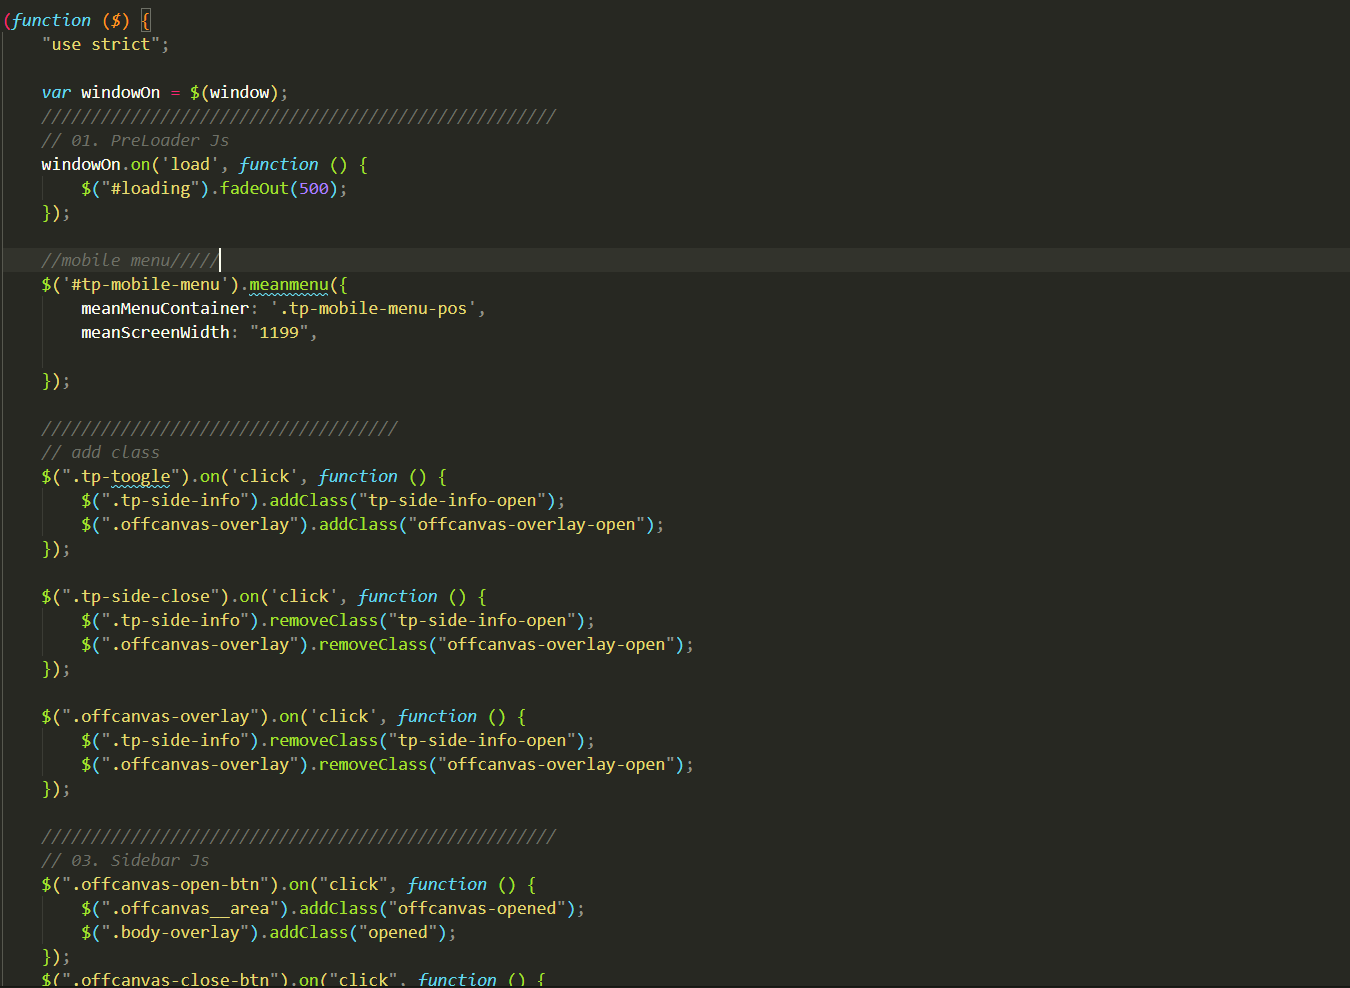 (function ($) {
    "use strict";

    var windowOn = $(window);
    ////////////////////////////////////////////////////
    // 01. PreLoader Js
    windowOn.on('load', function () {
        $("#loading").fadeOut(500);
    });

    //mobile menu/////
    $('#tp-mobile-menu').meanmenu({
        meanMenuContainer: '.tp-mobile-menu-pos',
        meanScreenWidth: "1199",

    });

    ////////////////////////////////////
    // add class
    $(".tp-toogle").on('click', function () {
        $(".tp-side-info").addClass("tp-side-info-open");
        $(".offcanvas-overlay").addClass("offcanvas-overlay-open");
    });

    $(".tp-side-close").on('click', function () {
        $(".tp-side-info").removeClass("tp-side-info-open");
        $(".offcanvas-overlay").removeClass("offcanvas-overlay-open");
    });

    $(".offcanvas-overlay").on('click', function () {
        $(".tp-side-info").removeClass("tp-side-info-open");
        $(".offcanvas-overlay").removeClass("offcanvas-overlay-open");
    });

    ////////////////////////////////////////////////////
    // 03. Sidebar Js
    $(".offcanvas-open-btn").on("click", function () {
        $(".offcanvas__area").addClass("offcanvas-opened");
        $(".body-overlay").addClass("opened");
    });
    $(".offcanvas-close-btn").on("click", function () {